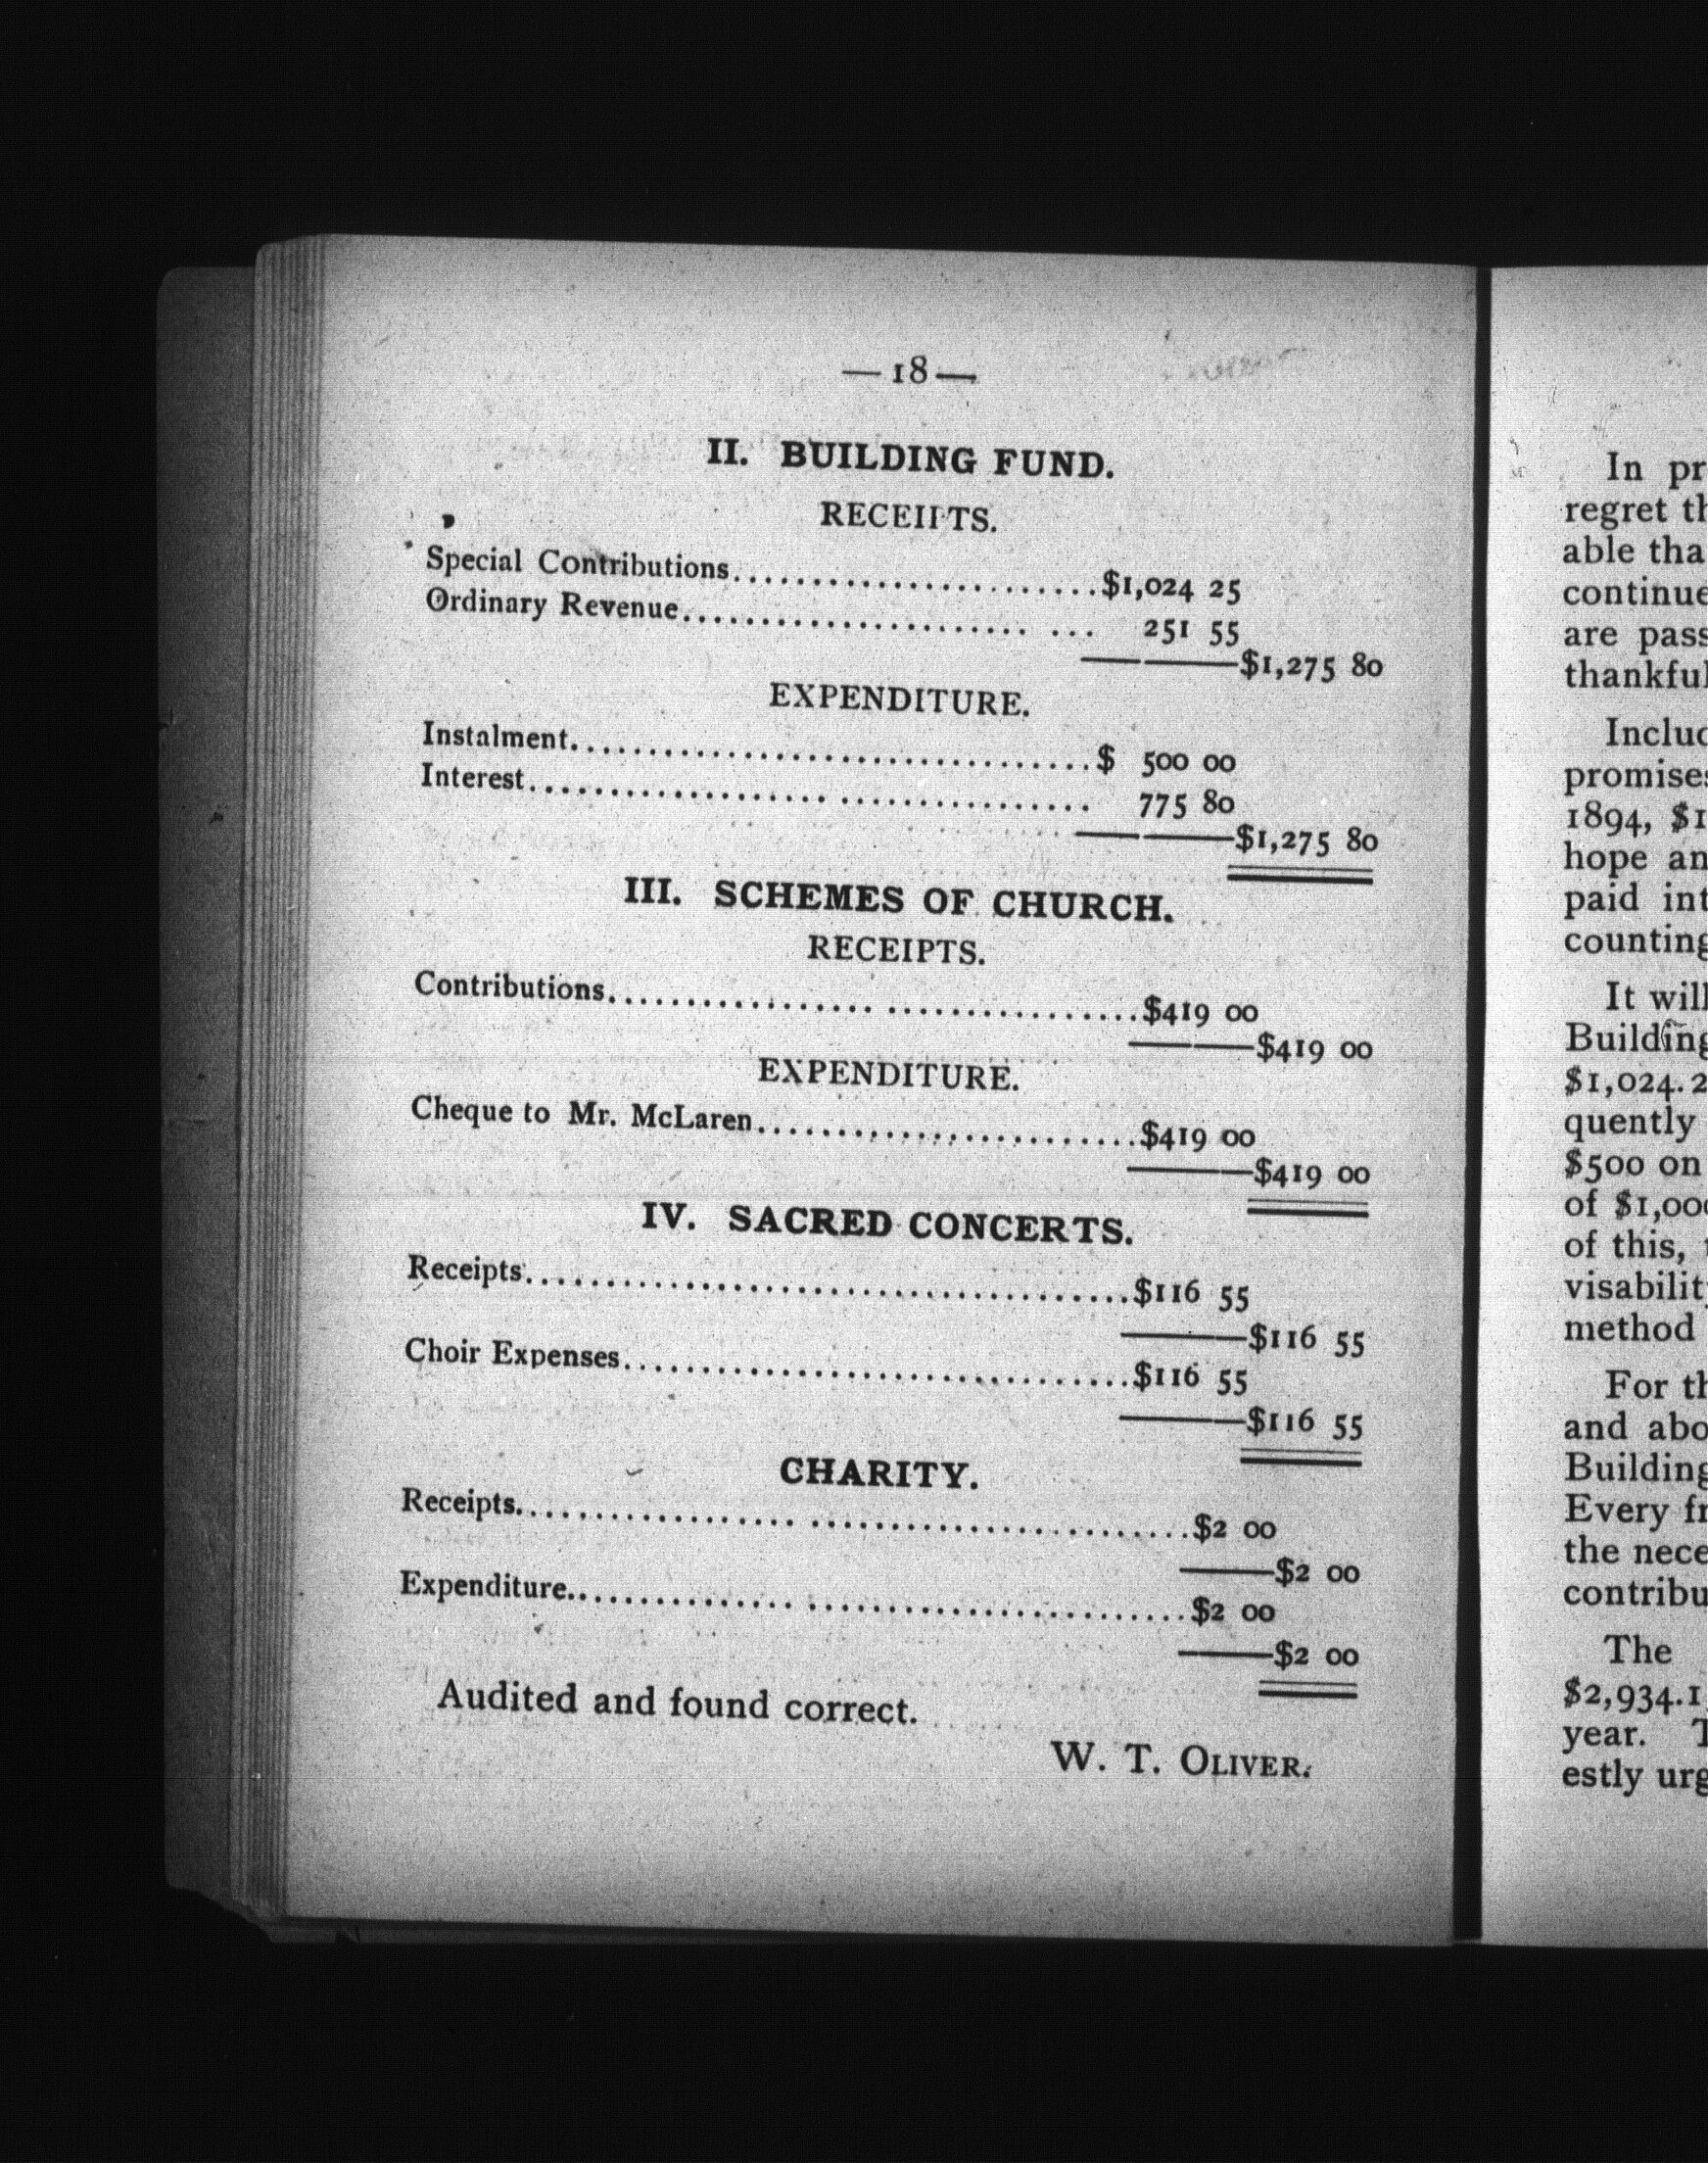 — 18 —
II. BUILDING FUND.
RECEIPTS.
Special Contributions.......................$1,024 25
Ordinary Revenue...................... ... 251 55
$1,275 80
EXPENDITURE.
Instalment................................$ 500 00
Interest................... ................ 775 80
$1,275 80
III. SCHEMES OF CHURCH.
RECEIPTS.
Contributions................. ................$419 00
$419 00
EXPENDITURE.
Cheque to Mr. McLaren........................$419 00
$419 00
IV. SACRED CONCERTS.
Receipts......................................$116 55
$116 55
Choir Expenses................................$116 55
$116 55
CHARITY.
Receipts.................. ........................$2 00
$2 00
Expenditure............... ........................$2 00
$2 00
Audited and found correct.
W. T. OLIVER.
In pr
regret th
able tha
continue
are pass
thankful
Includ
promises
1894, $1
hope an
paid int
counting
It will
Building
$1,024.2
quently
$500 on
of $1,000
of this,
visability
method
For th
and abo
Building
Every fr
the nece
contribu
The
$2,934.1
year. T
estly urg